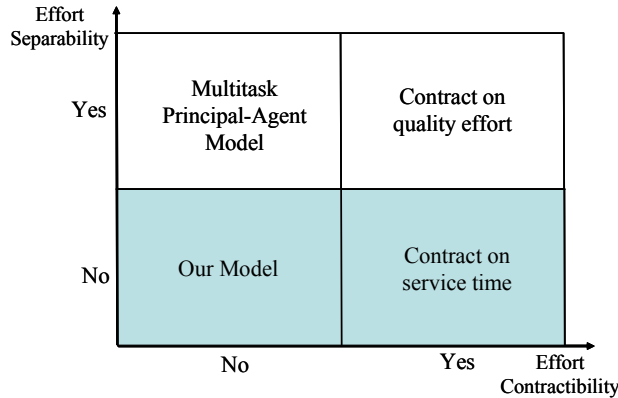 Effort
Separability
Yes
Multitask
Principal-Agent
Model
Contract on
quality effort
No
Our Model
Contract on
service time
No
Yes
Effort
Contractibility